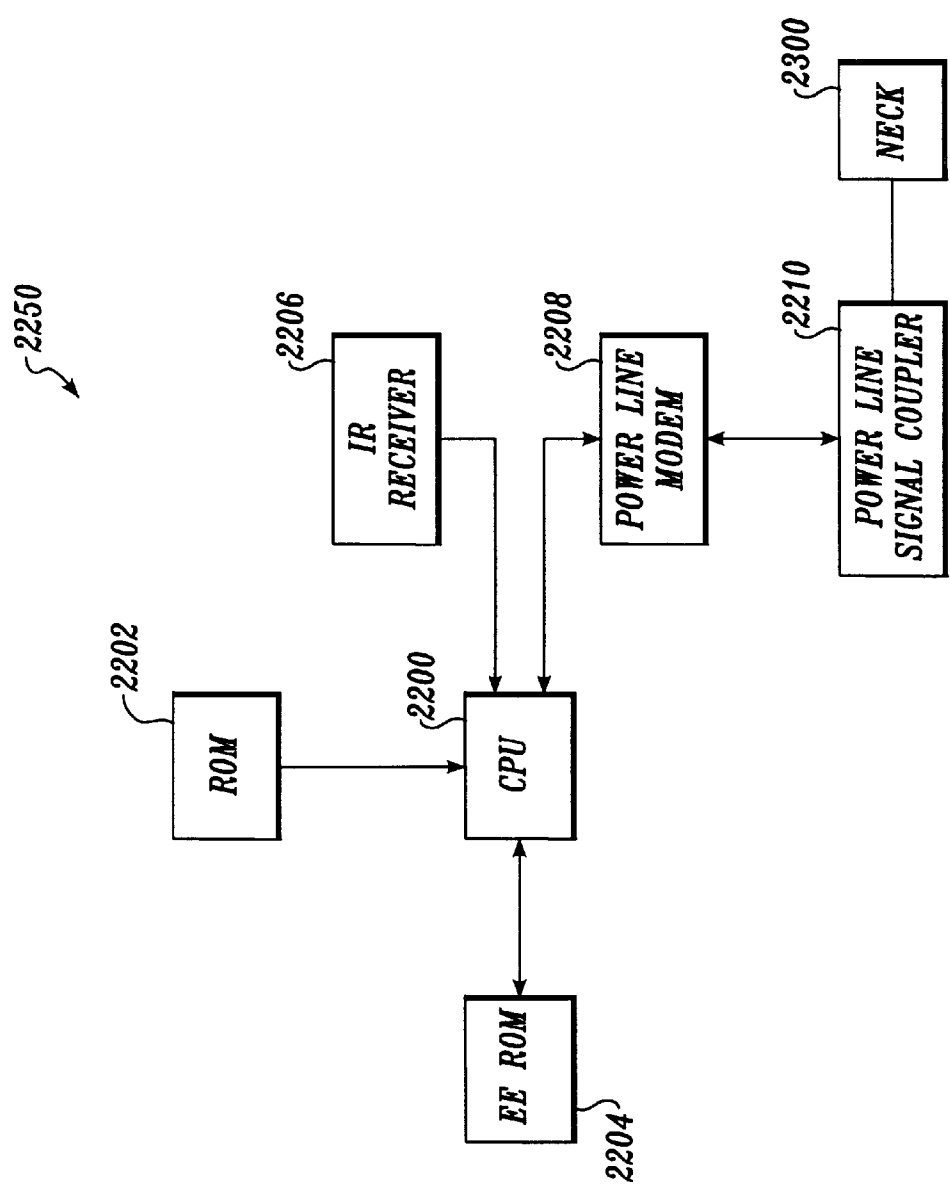 2250
2202
ROM
2206
IR
RECEIVER
2200
CPU
2204
EE ROM
2208
POWER LINE
MODEM
2210
POWER LINE
SIGNAL COUPLER
2300
NECK